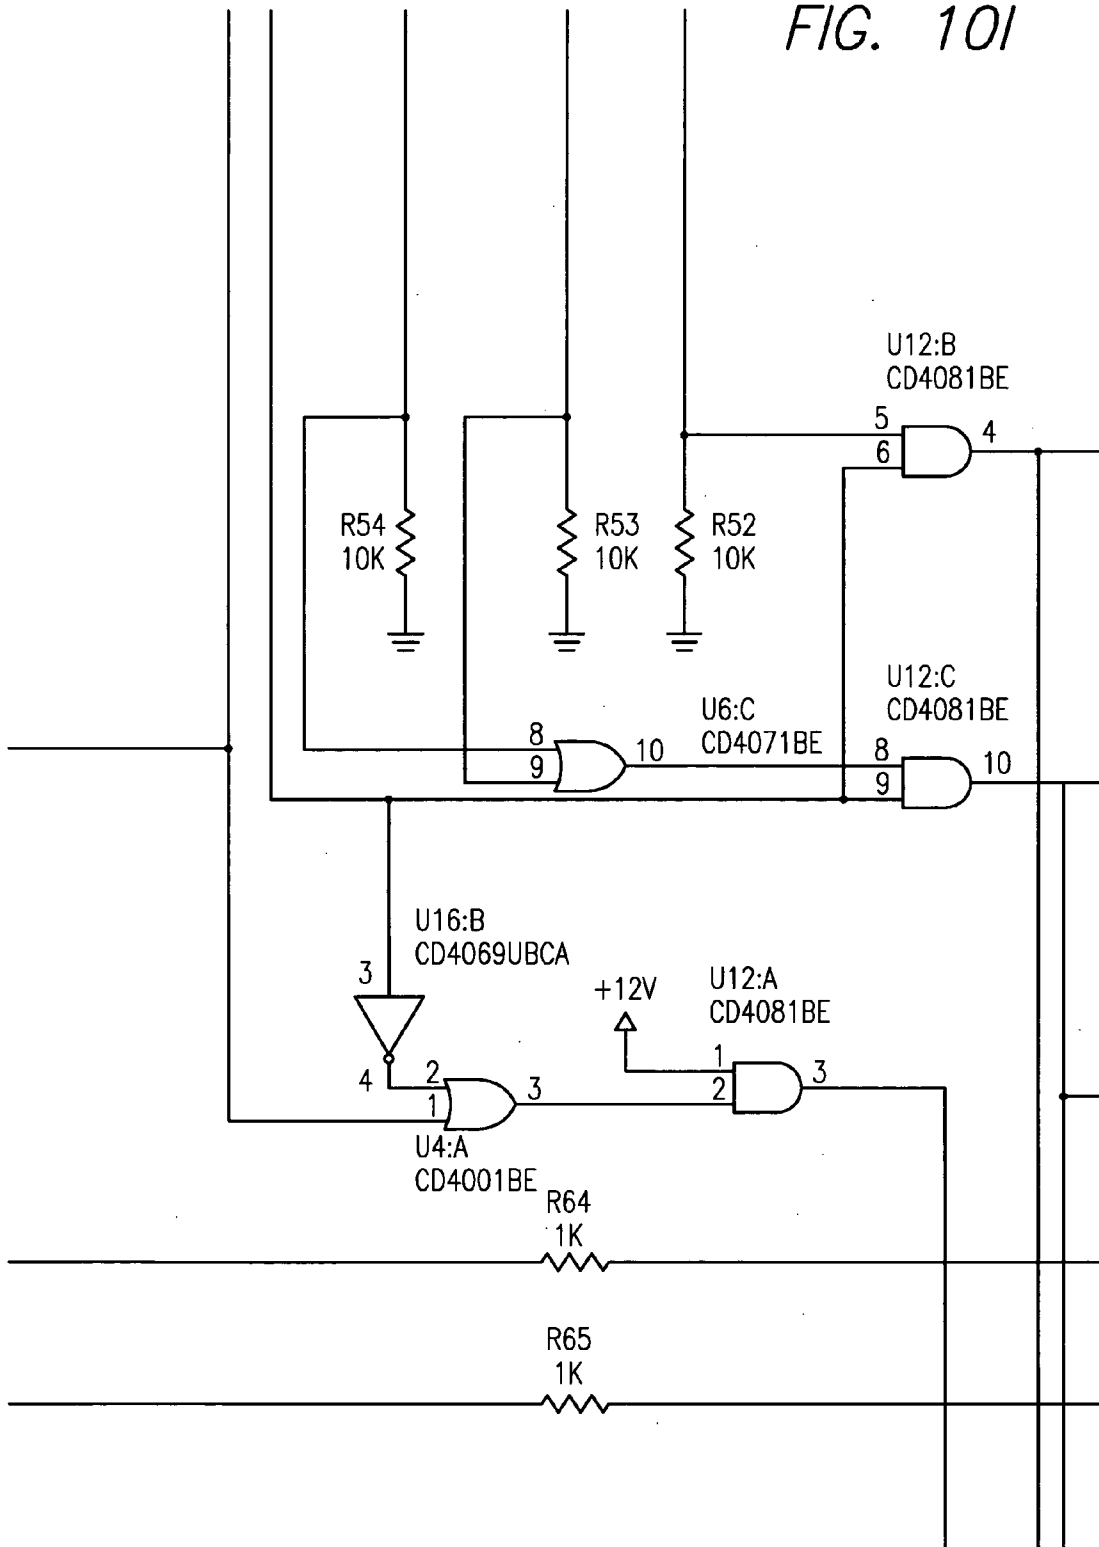 FIG. 10I
U12:B
CD4081BE
5
4
6
R54
10K
R53
10K
R52
10K
U12:C
CD4081BE
U6:C
CD4071BE
8
9
10
8
9
10
U16:B
CD4069UBCA
3
4
+12V
U12:A
CD4081BE
1
2
3
2
1
3
U4:A
CD4001BE
R64
1K
R65
1K